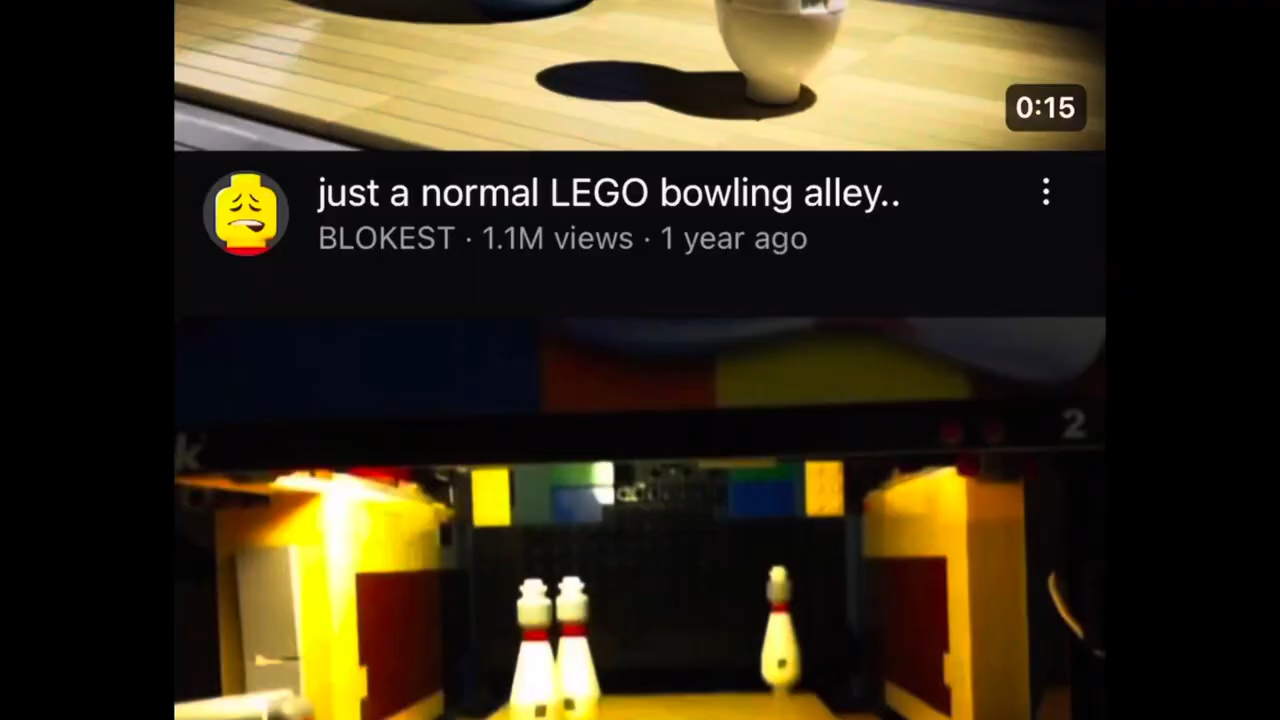 0:15
just a normal LEGO bowling alley..
BLOKEST · 1.1M views · 1 year ago
k 2